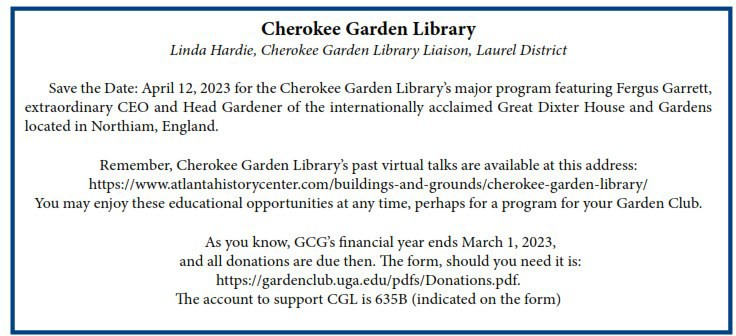 Cherokee Garden Library
Linda Hardie, Cherokee Garden Library Liaison, Laurel District
Save the Date: April 12, 2023 for the Cherokee Garden Library's major program featuring Fergus Garrett,
extraordinary CEO and Head Gardener of the internationally acclaimed Great Dixter House and Gardens
located in Northiam, England.
Remember, Cherokee Garden Library's past virtual talks are available at this address:
https://www.atlantahistorycenter.com/buildings-and-grounds/cherokee-garden-library/
You may enjoy these educational opportunities at any time, perhaps for a program for your Garden Club.
As you know, GCG's financial year ends March 1, 2023,
and all donations are due then. The form, should you need it is:
https://gardenclub.uga.edu/pdfs/Donations.pdf.
The account to support CGL is 635B (indicated on the form)